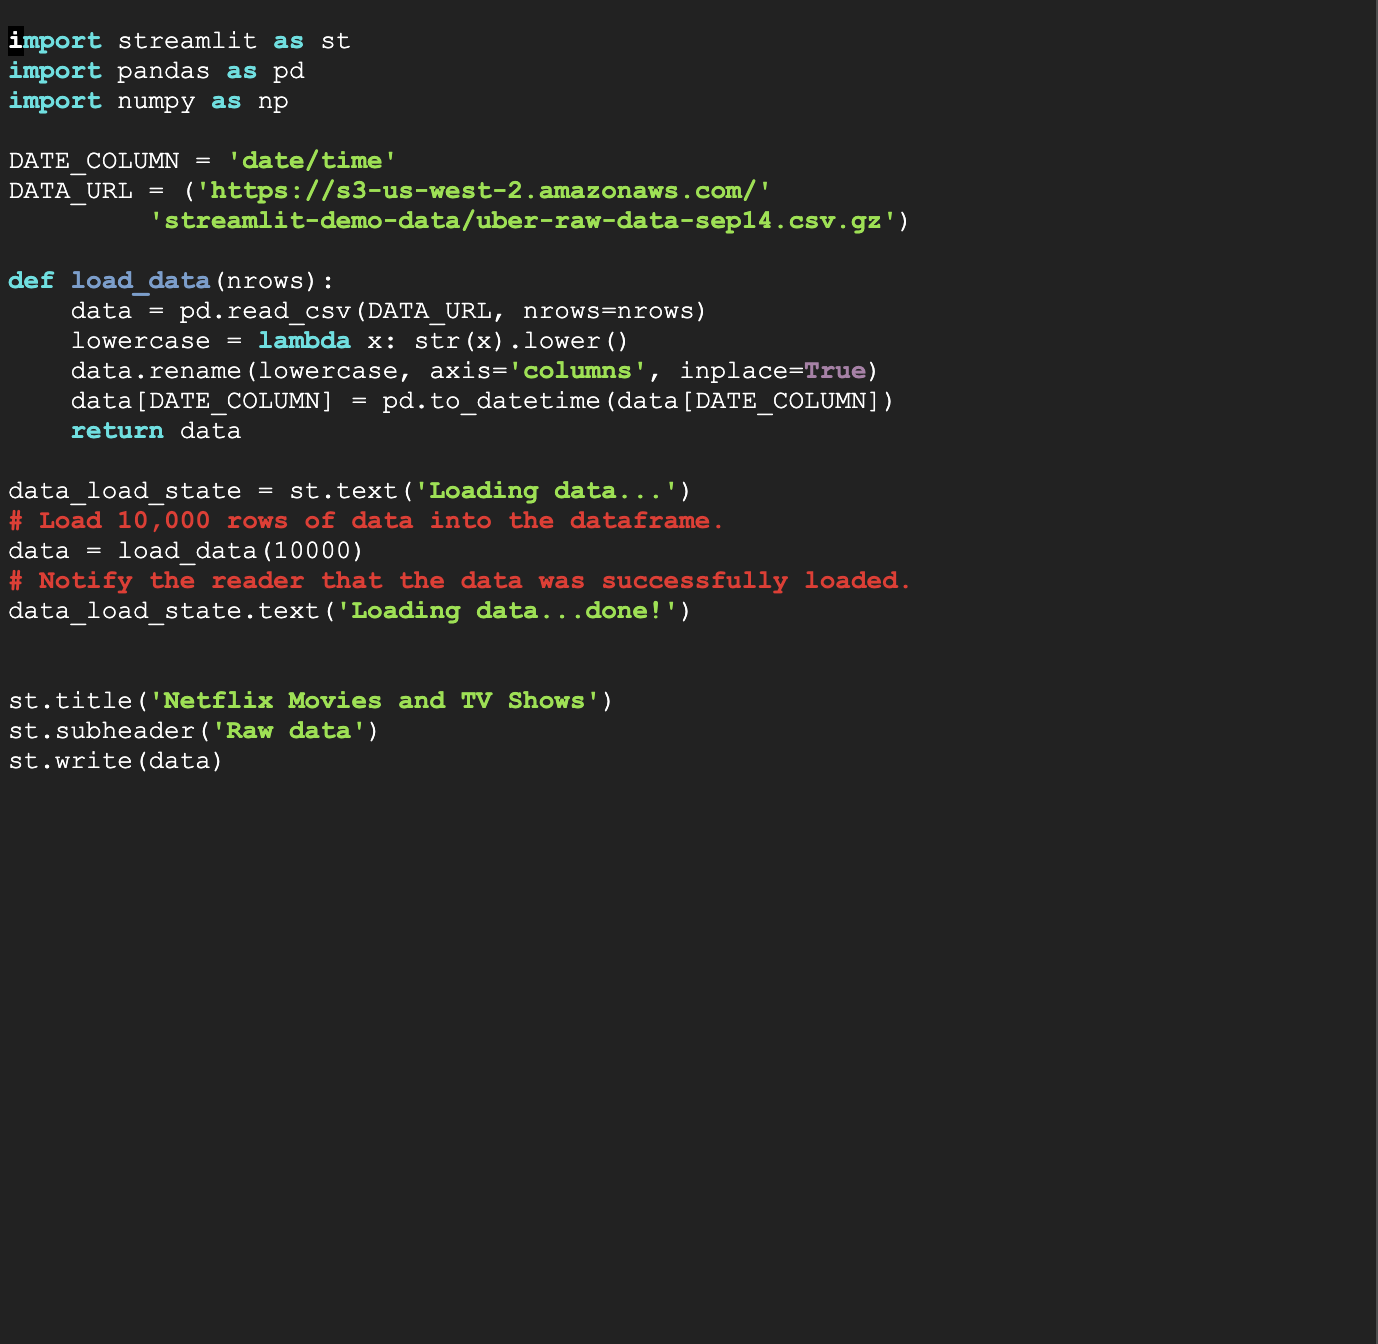 import streamlit as st
import pandas as pd
import numpy as np

DATE_COLUMN = 'date/time'
DATA_URL = ('https://s3-us-west-2.amazonaws.com/'
         'streamlit-demo-data/uber-raw-data-sep14.csv.gz')

def load_data(nrows):
    data = pd.read_csv(DATA_URL, nrows=nrows)
    lowercase = lambda x: str(x).lower()
    data.rename(lowercase, axis='columns', inplace=True)
    data[DATE_COLUMN] = pd.to_datetime(data[DATE_COLUMN])
    return data

data_load_state = st.text('Loading data...')
# Load 10,000 rows of data into the dataframe.
data = load_data(10000)
# Notify the reader that the data was successfully loaded.
data_load_state.text('Loading data...done!')


st.title('Netflix Movies and TV Shows')
st.subheader('Raw data')
st.write(data)